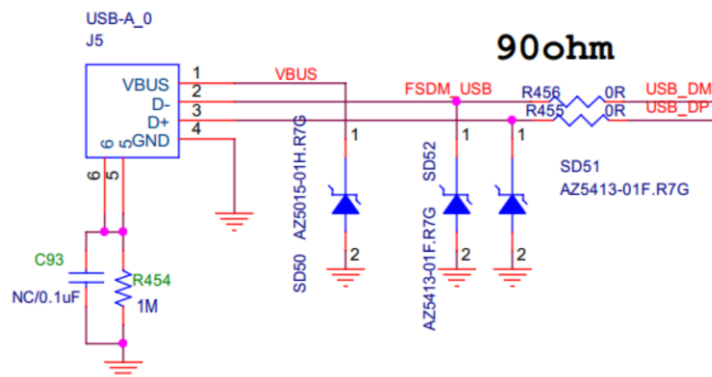 USB-A_0
J5
90ohm
VBUS
D-
D+
GND
6
5
1
2
3
4
VBUS
FSDM_USB
R456
0R
USB_DM
R455
0R
USB_DP
6
5
1
1
1
SD50
AZ5015-01H.R7G
SD52
AZ5413-01F.R7G
SD51
AZ5413-01F.R7G
2
2
2
C93
NC/0.1uF
R454
1M